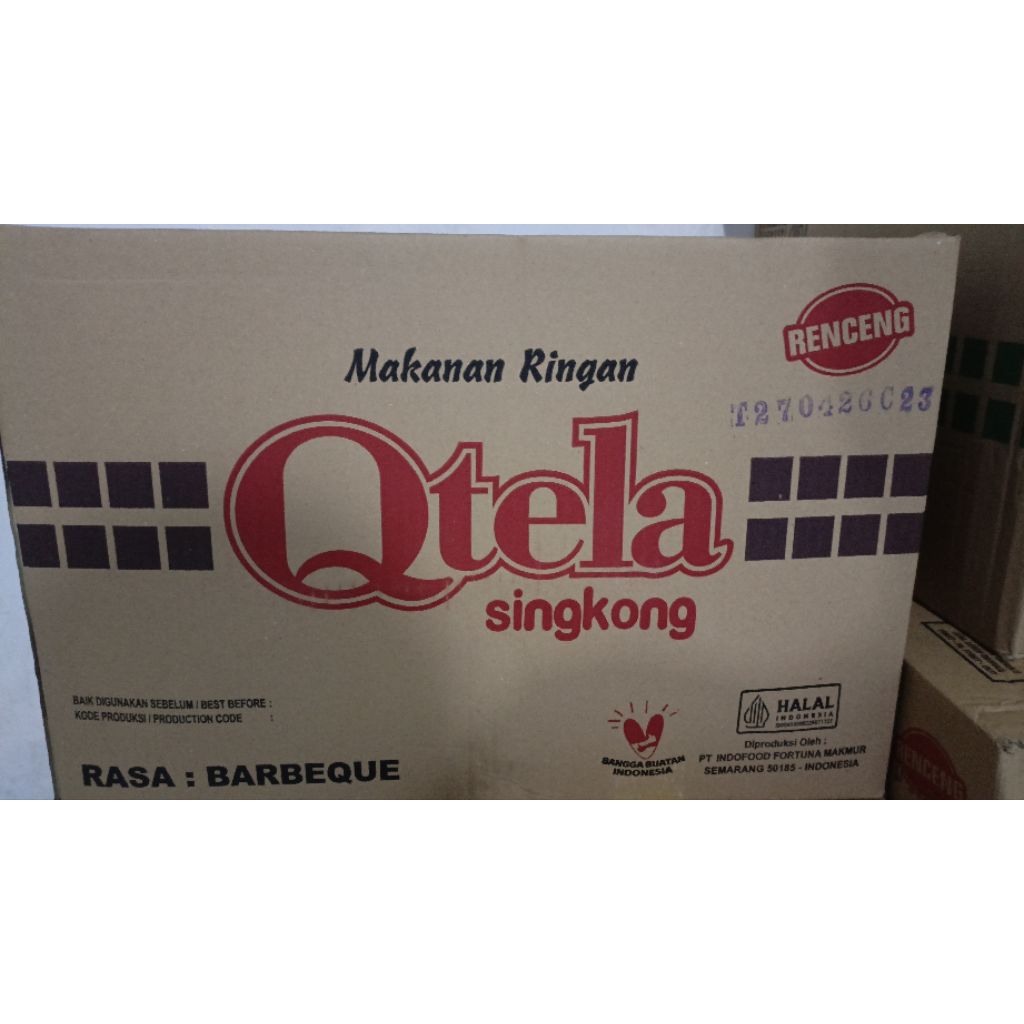 RENCENG
Makanan Ringan
T270426C23
Qtela
singkong
BAIK DIGUNAKAN SEBELUM / BEST BEFORE :
KODE PRODUKSI / PRODUCTION CODE :
RASA : BARBEQUE
BANGGA BUATAN
INDONESIA
HALAL
INDONESIA
Diproduksi Oleh :
PT INDOFOOD FORTUNA MAKMUR
SEMARANG 50185 - INDONESIA
RENCENG